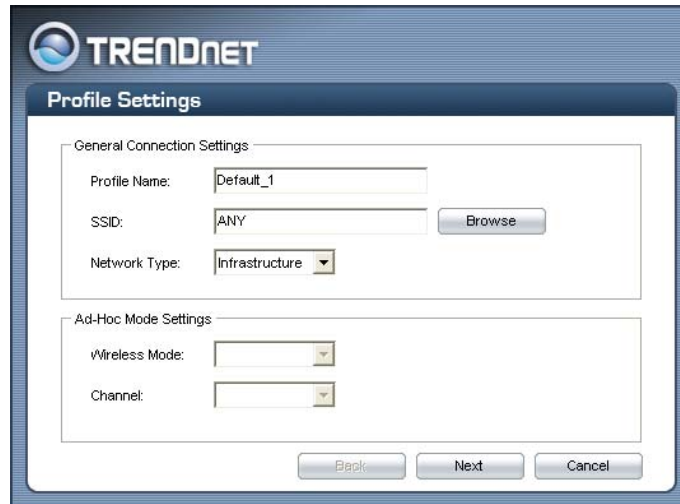 TRENDNET
Profile Settings
General Connection Settings
Profile Name: Default_1
SSID: ANY Browse
Network Type: Infrastructure
Ad-Hoc Mode Settings
Wireless Mode:
Channel:
Back Next Cancel